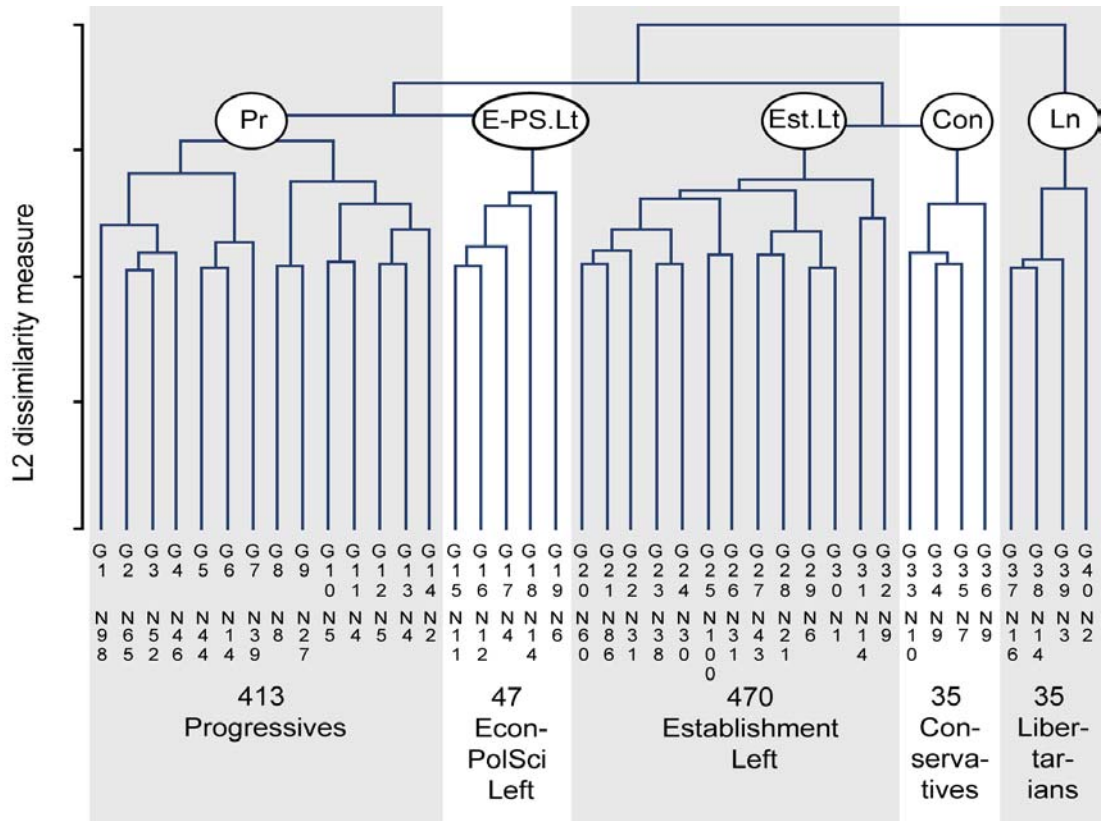 Pr
E-PS.Lt
Est.Lt
Con
Ln
L2 dissimilarity measure
G1 G2 G3 G4 G5 G6 G7 G8 G9 G10 G11 G12 G13 G14 G15 G16 G17 G18 G19 G20 G21 G22 G23 G24 G25 G26 G27 G28 G29 G30 G31 G32 G33 G34 G35 G36 G37 G38 G39 G40
N98 N65 N52 N46 N44 N14 N39 N8 N27 N5 N4 N5 N4 N2 N11 N12 N4 N14 N6 N60 N86 N31 N38 N30 N100 N31 N43 N21 N6 N1 N14 N9 N10 N9 N7 N9 N16 N14 N3 N2
413
Progressives
47
Econ-
PolSci
Left
470
Establishment
Left
35
Con-
serva-
tives
35
Liber-
tar-
ians